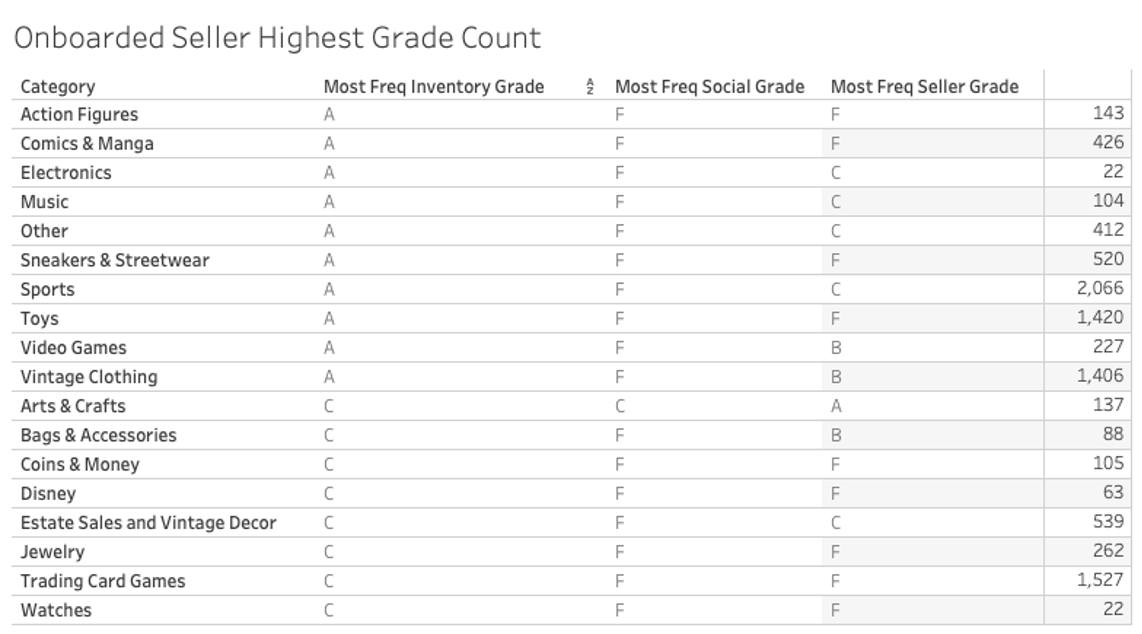 Onboarded Seller Highest Grade Count
Category Most Freq Inventory Grade Most Freq Social Grade Most Freq Seller Grade
Action Figures A F F 143
Comics & Manga A F F 426
Electronics A F C 22
Music A F C 104
Other A F C 412
Sneakers & Streetwear A F F 520
Sports A F C 2,066
Toys A F F 1,420
Video Games A F B 227
Vintage Clothing A F B 1,406
Arts & Crafts C C A 137
Bags & Accessories C F B 88
Coins & Money C F F 105
Disney C F F 63
Estate Sales and Vintage Decor C F C 539
Jewelry C F F 262
Trading Card Games C F F 1,527
Watches C F F 22